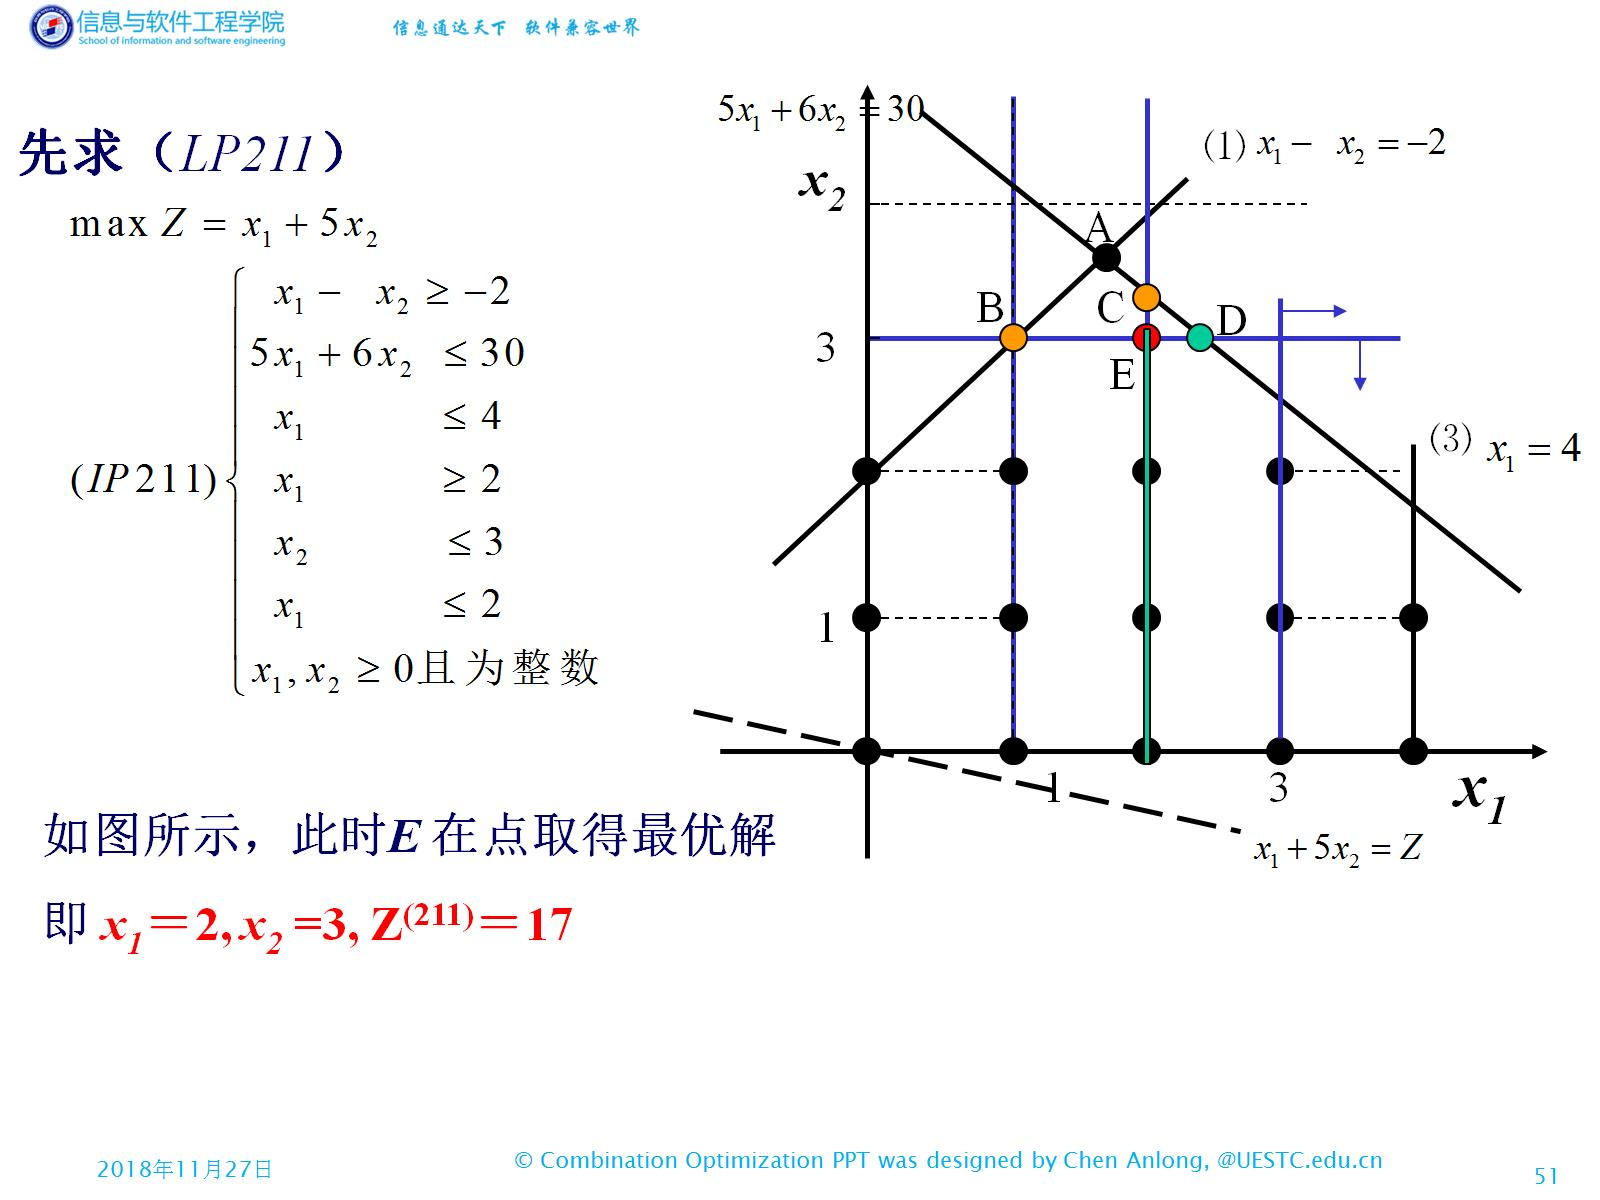 信息与软件工程学院
School of information and software engineering
信息通达天下 软件兼容世界
先求（LP211）
max Z = x₁ + 5x₂
x₁ − x₂ ≥ −2
5x₁ + 6x₂ ≤ 30
x₁ ≤ 4
(IP211) x₁ ≥ 2
x₂ ≤ 3
x₁ ≤ 2
x₁, x₂ ≥ 0且为整数
5x₁ + 6x₂ = 30
(1) x₁ − x₂ = −2
x₂
A
B
C
D
3
E
(3) x₁ = 4
1
1
3
x₁
x₁ + 5x₂ = Z
如图所示，此时E 在点取得最优解
即 x₁＝2, x₂ =3, Z⁽²¹¹⁾＝17
2018年11月27日
© Combination Optimization PPT was designed by Chen Anlong, @UESTC.edu.cn
51